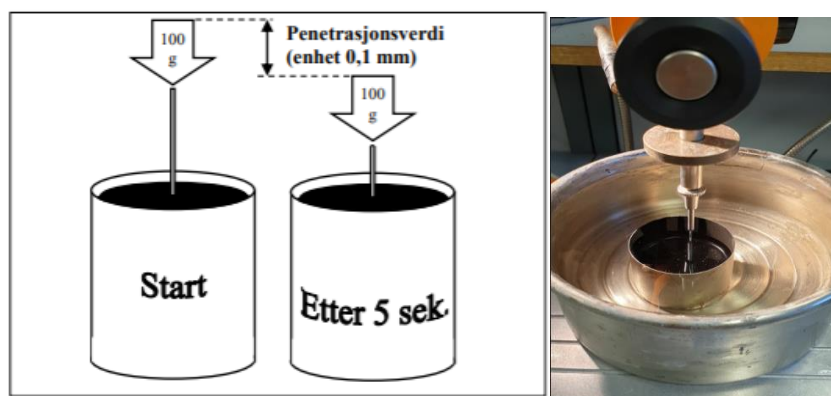 100
g
Penetrasjonsverdi
(enhet 0,1 mm)
100
g
Start
Etter 5 sek.